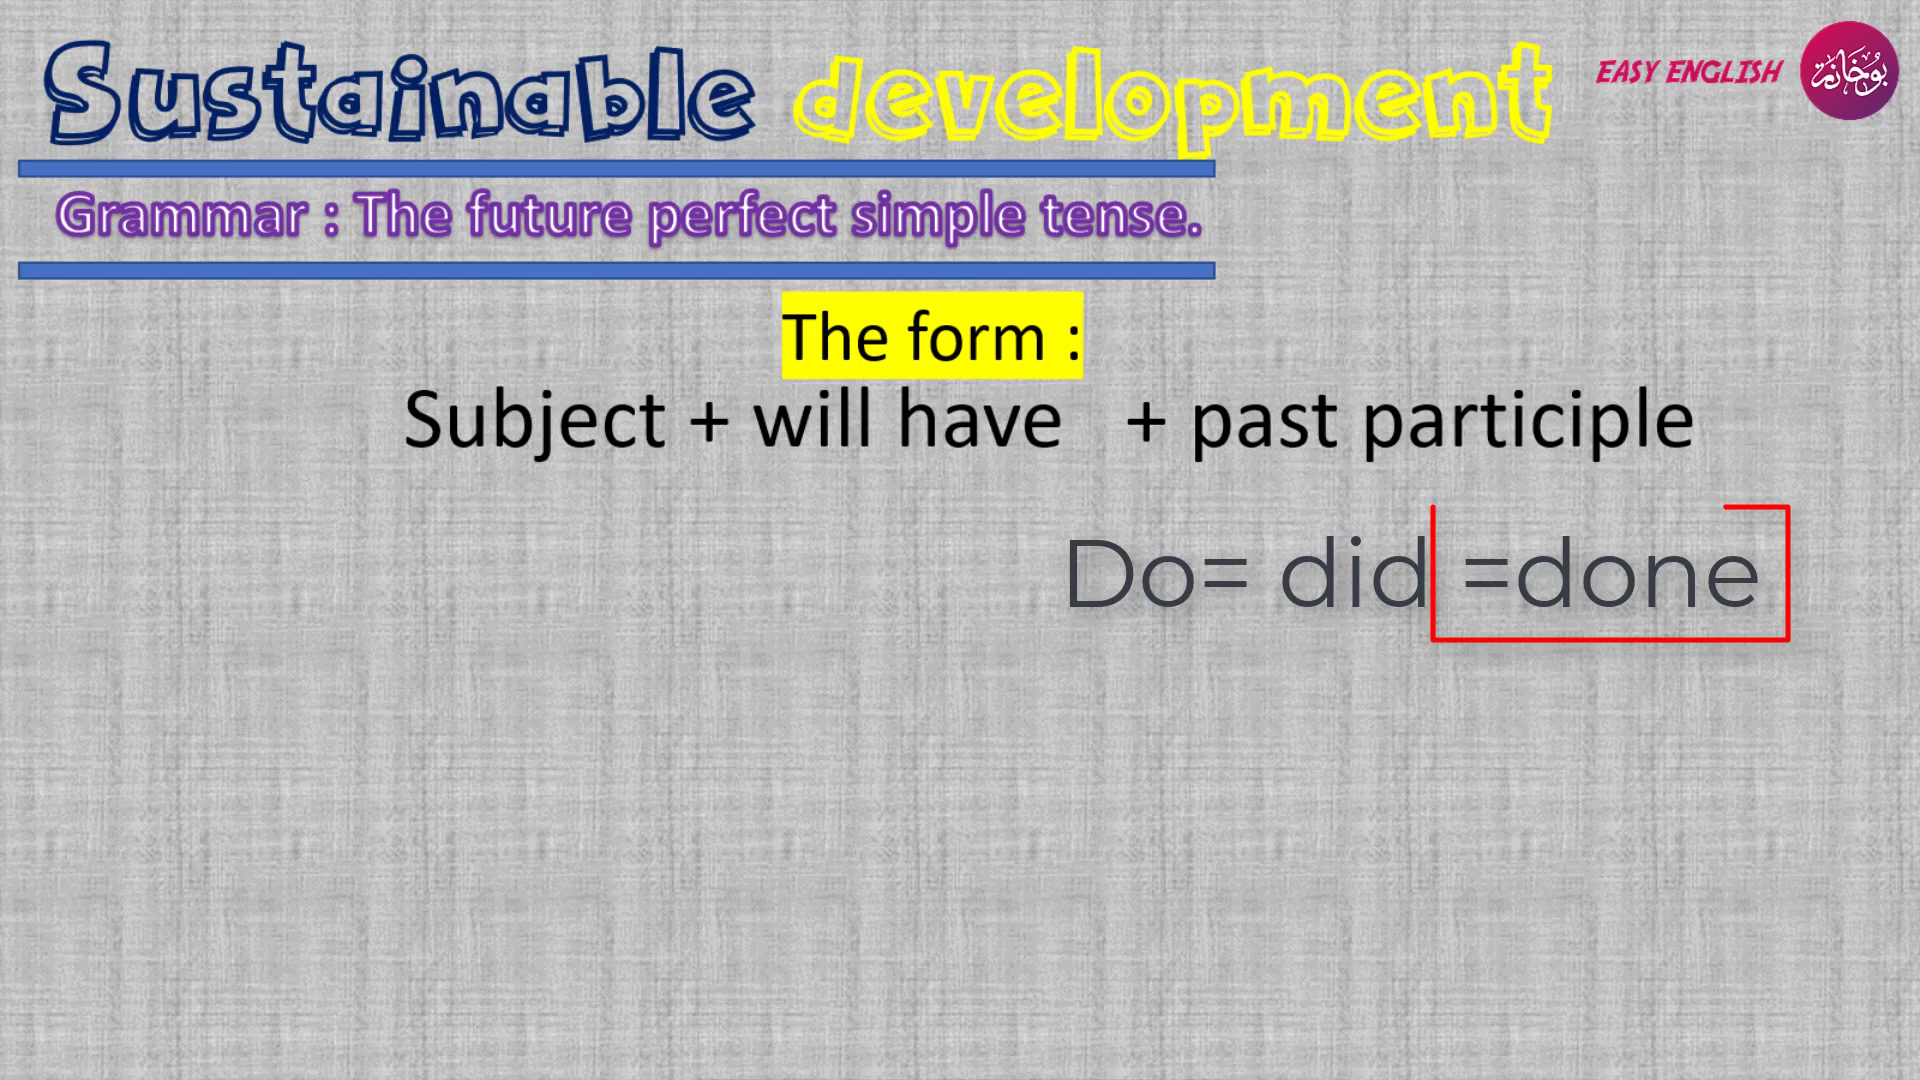 Sustainable development
EASY ENGLISH
بوخانة
Grammar : The future perfect simple tense.
The form :
Subject + will have + past participle
Do= did =done